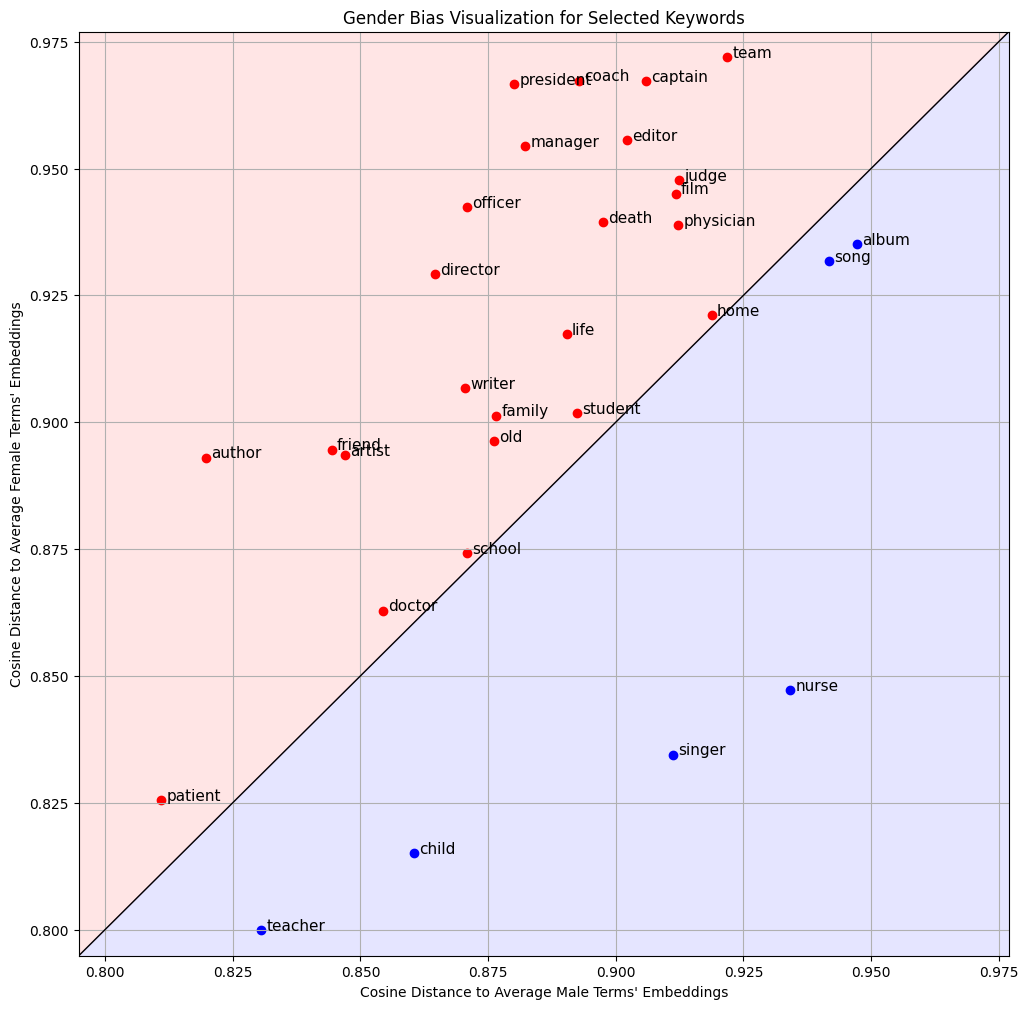 Gender Bias Visualization for Selected Keywords
0.975
team
president
coach
captain
manager
editor
0.950
judge
film
officer
death
physician
album
song
director
0.925
home
life
writer
family
student
0.900
old
friend
artist
author
0.875
school
doctor
0.850
nurse
singer
0.825
patient
child
0.800
teacher
Cosine Distance to Average Female Terms' Embeddings
0.800 0.825 0.850 0.875 0.900 0.925 0.950 0.975
Cosine Distance to Average Male Terms' Embeddings